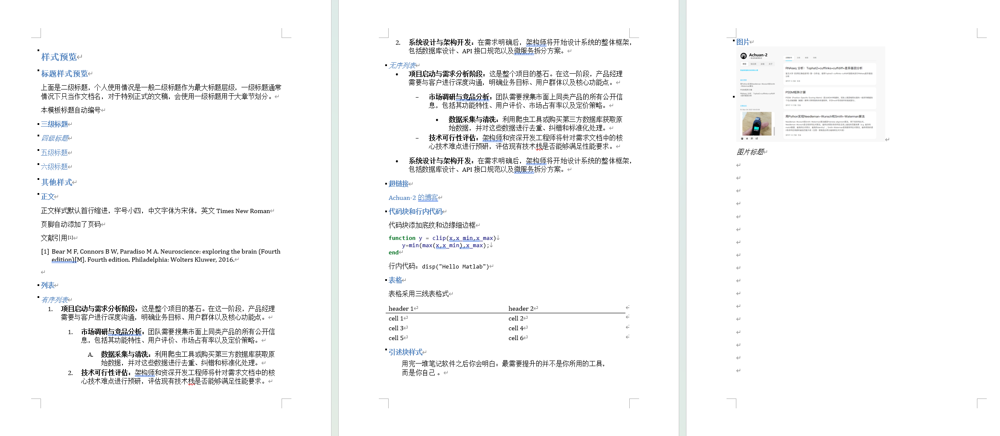 样式预览
标题样式预览
上面是二级标题，个人使用情况是一般二级标题作为最大标题层级，一级标题通常
情况下只当作文档名，对于特别正式的文稿，会使用一级标题用于大章节划分。
本模板标题自动编号
三级标题
四级标题
五级标题
六级标题
其他样式
正文
正文样式默认首行缩进，字号小四，中文字体为宋体，英文 Times New Roman
页脚自动添加了页码
文献引用[1]
[1] Bear M F, Connors B W, Paradiso M A. Neuroscience: exploring the brain (Fourth
edition)[M]. Fourth edition. Philadelphia: Wolters Kluwer, 2016.
列表
有序列表
1. 项目启动与需求分析阶段：这是整个项目的基石。在这一阶段，产品经理
需要与客户进行深度沟通，明确业务目标、用户群体以及核心功能点。
1. 市场调研与竞品分析：团队需要搜集市面上同类产品的所有公开信
息，包括其功能特性、用户评价、市场占有率以及定价策略。
A. 数据采集与清洗：利用爬虫工具或购买第三方数据库获取原
始数据，并对这些数据进行去重、纠错和标准化处理。
2. 技术可行性评估：架构师和资深开发工程师将针对需求文档中的核
心技术难点进行预研，评估现有技术栈是否能够满足性能要求。
2. 系统设计与架构开发：在需求明确后，架构师将开始设计系统的整体框架，
包括数据库设计、API 接口规范以及微服务拆分方案。
无序列表
• 项目启动与需求分析阶段：这是整个项目的基石。在这一阶段，产品经理
需要与客户进行深度沟通，明确业务目标、用户群体以及核心功能点。
– 市场调研与竞品分析：团队需要搜集市面上同类产品的所有公开信
息，包括其功能特性、用户评价、市场占有率以及定价策略。
• 数据采集与清洗：利用爬虫工具或购买第三方数据库获取原
始数据，并对这些数据进行去重、纠错和标准化处理。
– 技术可行性评估：架构师和资深开发工程师将针对需求文档中的核
心技术难点进行预研，评估现有技术栈是否能够满足性能要求。
• 系统设计与架构开发：在需求明确后，架构师将开始设计系统的整体框架，
包括数据库设计、API 接口规范以及微服务拆分方案。
超链接
Achuan-2 的博客
代码块和行内代码
代码块添加底纹和边缘细边框
function y = clip(x,x_min,x_max)
y=min(max(x,x_min),x_max);
end
行内代码：disp("Hello Matlab")
表格
表格采用三线表格式
header 1 header 2
cell 1 cell 2
cell 3 cell 4
cell 5 cell 6
引述块样式
用完一堆笔记软件之后你会明白：最需要提升的并不是你所用的工具，
而是你自己 。
图片
Achuan-2
RNAseq 分析：Tophat2+cufflinks+cuffdiff+差异基因分析
PSSM矩阵计算
用Python实现Needleman-Wunsch和Smith-Waterman算法
图片标题